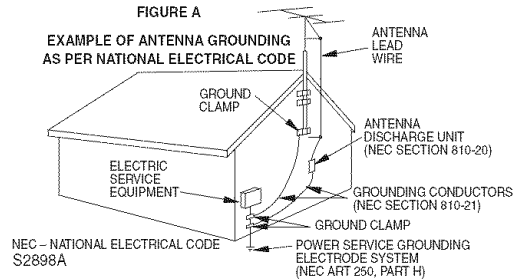 FIGURE A
EXAMPLE OF ANTENNA GROUNDING
AS PER NATIONAL ELECTRICAL CODE
ANTENNA
LEAD
WIRE
GROUND
CLAMP
ANTENNA
DISCHARGE UNIT
(NEC SECTION 810-20)
ELECTRIC
SERVICE
EQUIPMENT
GROUNDING CONDUCTORS
(NEC SECTION 810-21)
GROUND CLAMP
NEC – NATIONAL ELECTRICAL CODE
S2898A
POWER SERVICE GROUNDING
ELECTRODE SYSTEM
(NEC ART 250, PART H)